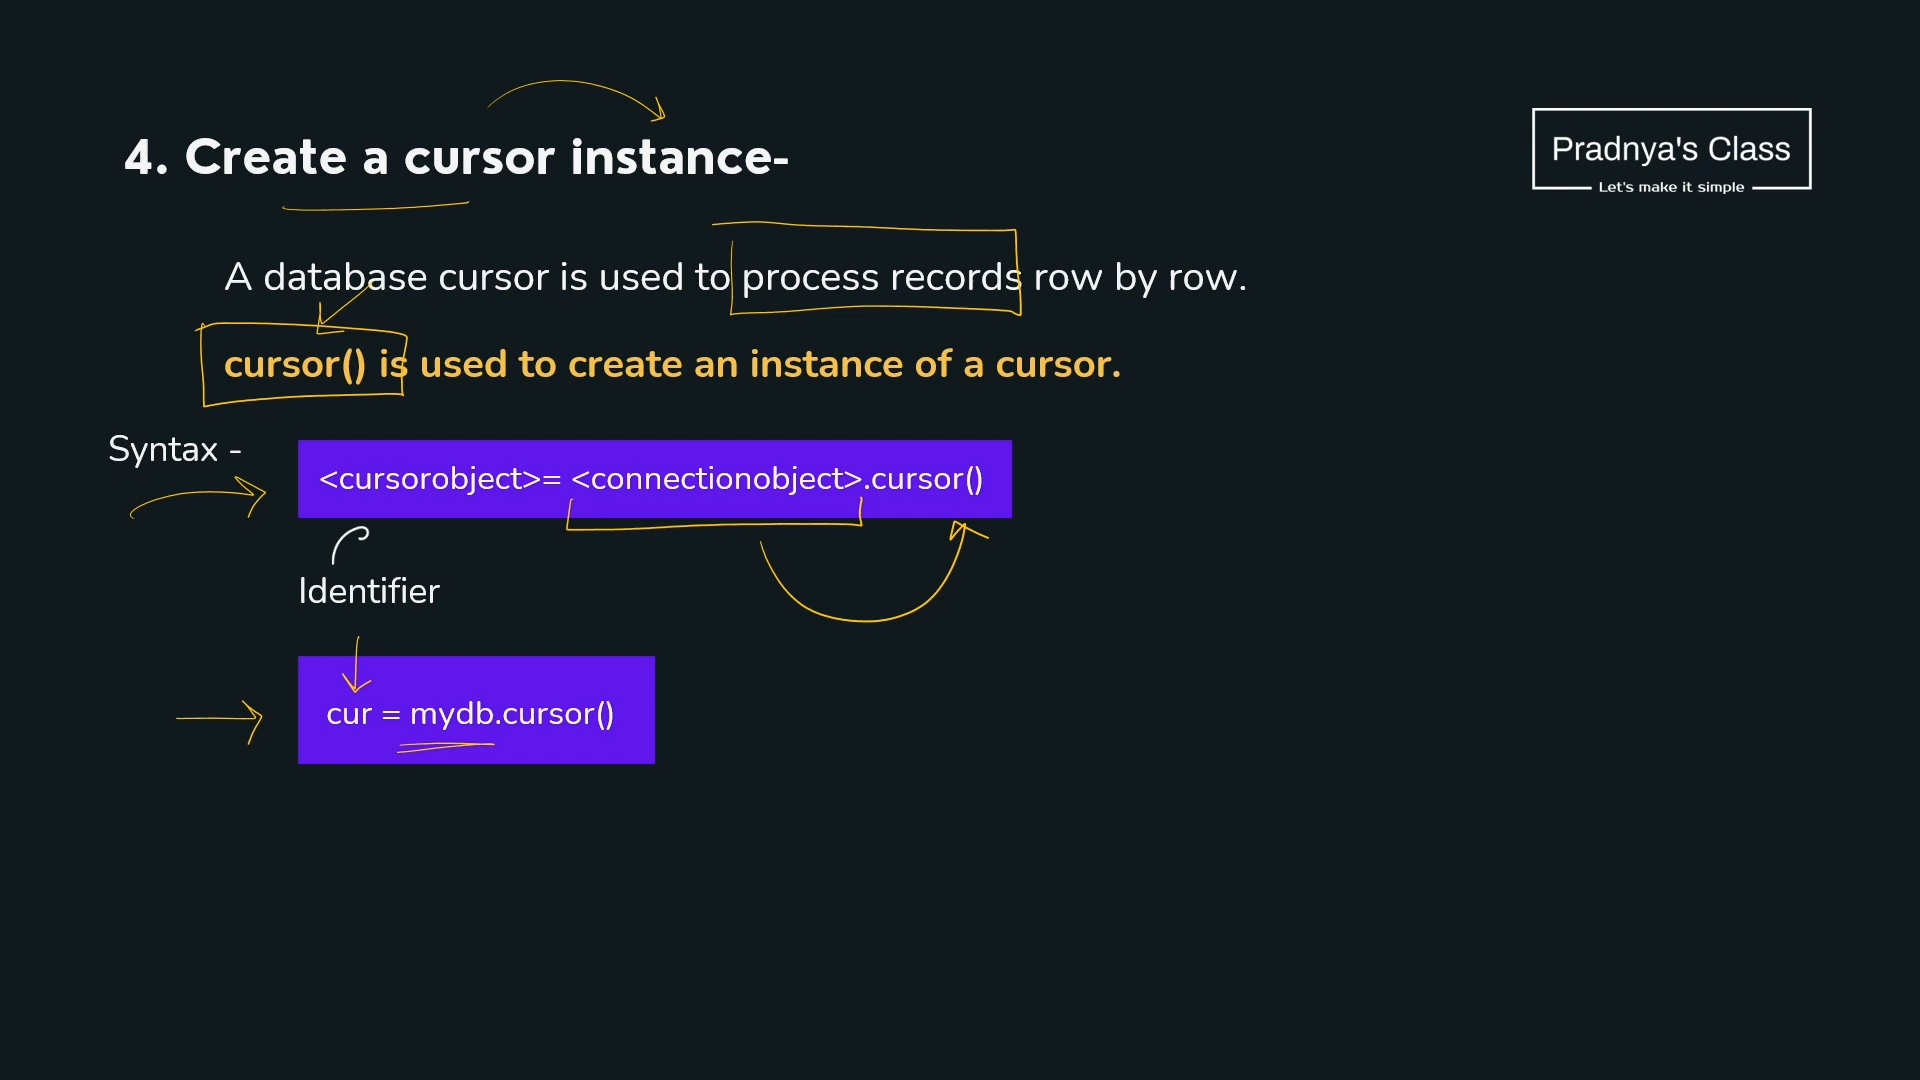 4. Create a cursor instance-
Pradnya's Class
Let's make it simple
A database cursor is used to process records row by row.
cursor() is used to create an instance of a cursor.
Syntax -
<cursorobject>= <connectionobject>.cursor()
Identifier
cur = mydb.cursor()